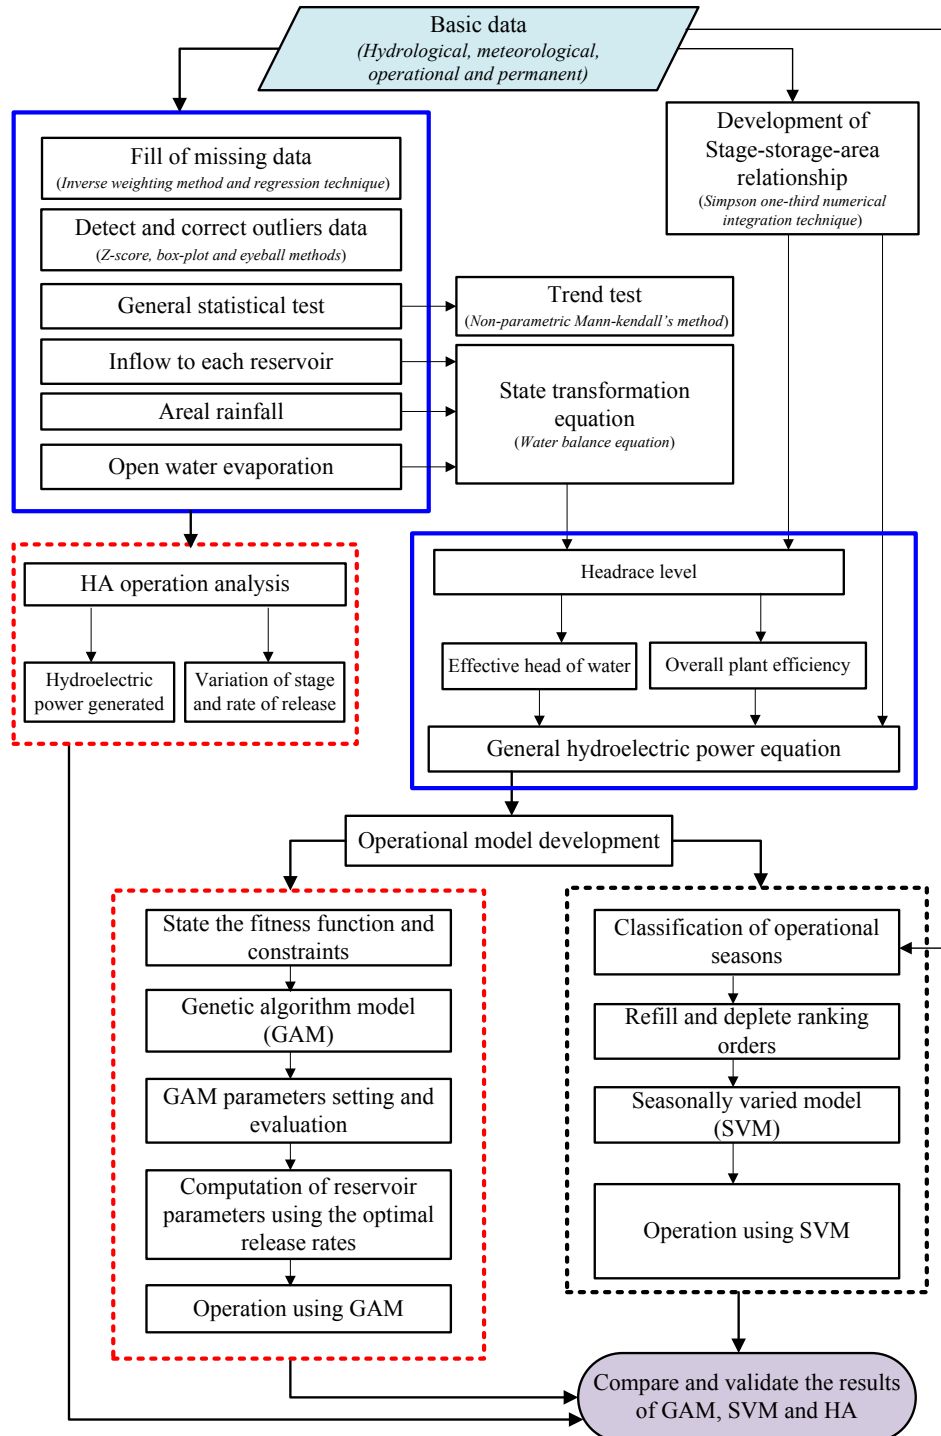 Basic data
(Hydrological, meteorological,
operational and permanent)
Development of
Stage-storage-area
relationship
(Simpson one-third numerical
integration technique)
Fill of missing data
(Inverse weighting method and regression technique)
Detect and correct outliers data
(Z-score, box-plot and eyeball methods)
General statistical test
Trend test
(Non-parametric Mann-kendall's method)
Inflow to each reservoir
Areal rainfall
Open water evaporation
State transformation
equation
(Water balance equation)
HA operation analysis
Hydroelectric
power generated
Variation of stage
and rate of release
Headrace level
Effective head of water
Overall plant efficiency
General hydroelectric power equation
Operational model development
State the fitness function and
constraints
Genetic algorithm model
(GAM)
GAM parameters setting and
evaluation
Computation of reservoir
parameters using the optimal
release rates
Operation using GAM
Classification of operational
seasons
Refill and deplete ranking
orders
Seasonally varied model
(SVM)
Operation using SVM
Compare and validate the results
of GAM, SVM and HA